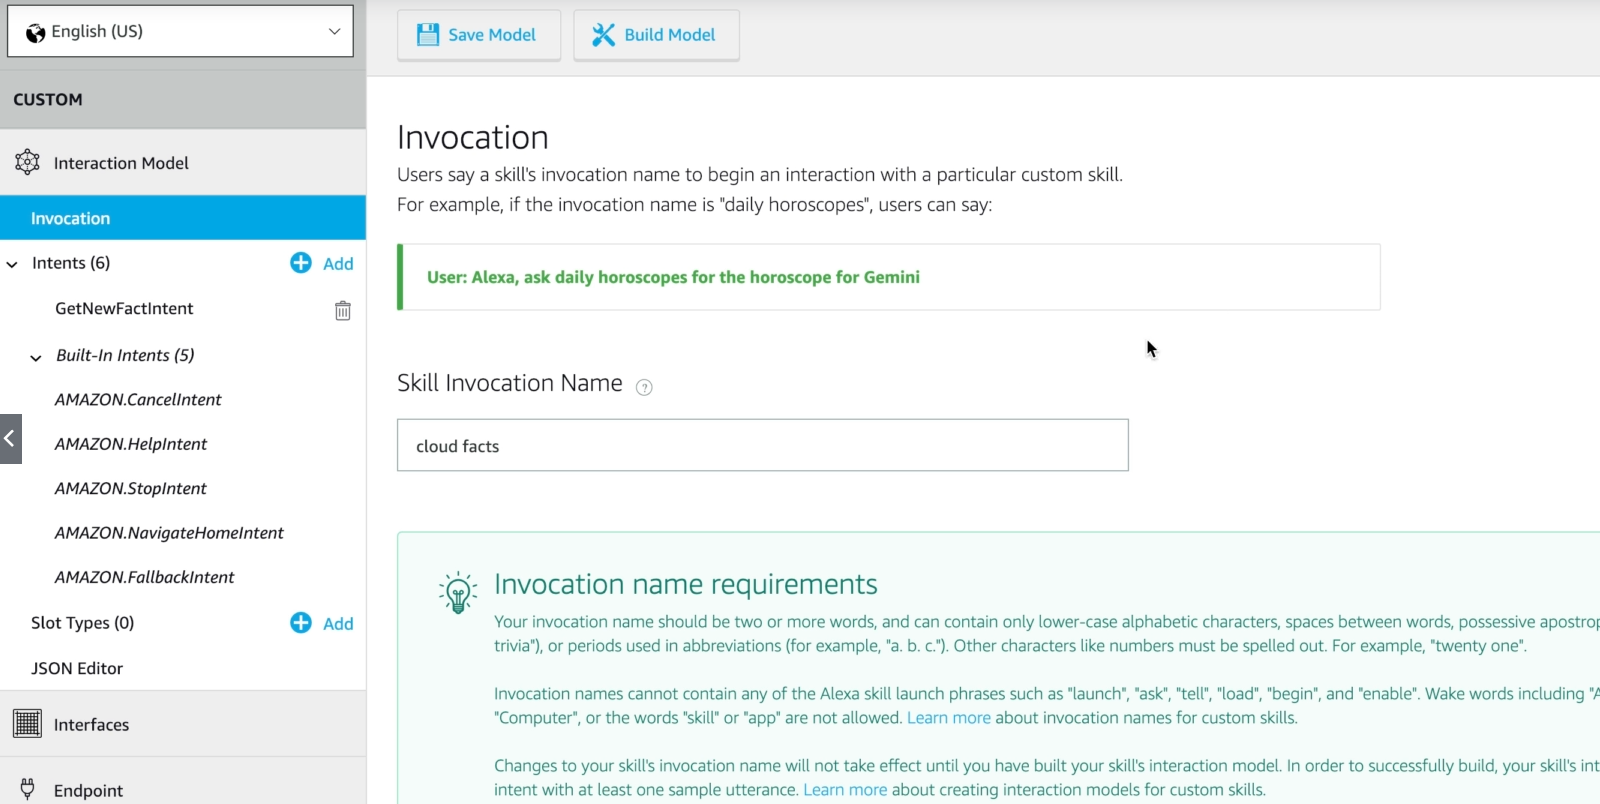 English (US)
Save Model
Build Model
CUSTOM
Interaction Model
Invocation
Intents (6)
Add
GetNewFactIntent
Built-In Intents (5)
AMAZON.CancelIntent
AMAZON.HelpIntent
AMAZON.StopIntent
AMAZON.NavigateHomeIntent
AMAZON.FallbackIntent
Slot Types (0)
Add
JSON Editor
Interfaces
Endpoint
Invocation
Users say a skill's invocation name to begin an interaction with a particular custom skill.
For example, if the invocation name is "daily horoscopes", users can say:
User: Alexa, ask daily horoscopes for the horoscope for Gemini
Skill Invocation Name ?
cloud facts
Invocation name requirements
Your invocation name should be two or more words, and can contain only lower-case alphabetic characters, spaces between words, possessive
trivia"), or periods used in abbreviations (for example, "a. b. c."). Other characters like numbers must be spelled out. For example, "twenty one".
Invocation names cannot contain any of the Alexa skill launch phrases such as "launch", "ask", "tell", "load", "begin", and "enable". Wake words including
"Computer", or the words "skill" or "app" are not allowed. Learn more about invocation names for custom skills.
Changes to your skill's invocation name will not take effect until you have built your skill's interaction model. In order to successfully build, your skill's
intent with at least one sample utterance. Learn more about creating interaction models for custom skills.